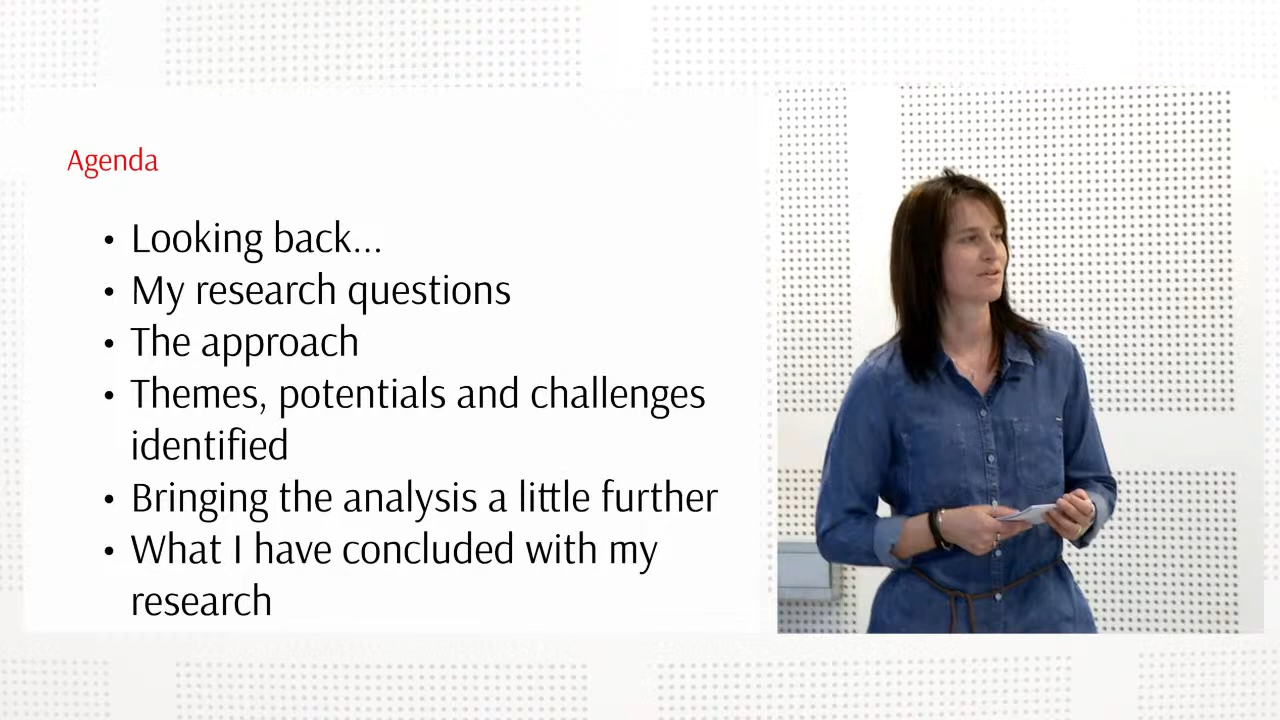 Agenda
• Looking back...
• My research questions
• The approach
• Themes, potentials and challenges
identified
• Bringing the analysis a little further
• What I have concluded with my
research